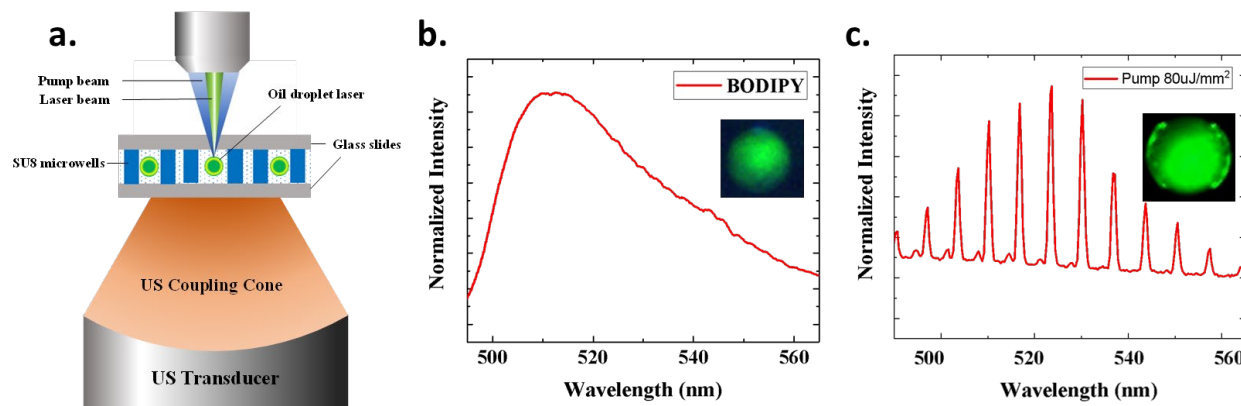 a.
Pump beam
Laser beam
Oil droplet laser
SU8 microwells
Glass slides
US Coupling Cone
US Transducer
b.
Normalized Intensity
BODIPY
500
520
540
560
Wavelength (nm)
c.
Normalized Intensity
Pump 80uJ/mm²
500
520
540
560
Wavelength (nm)